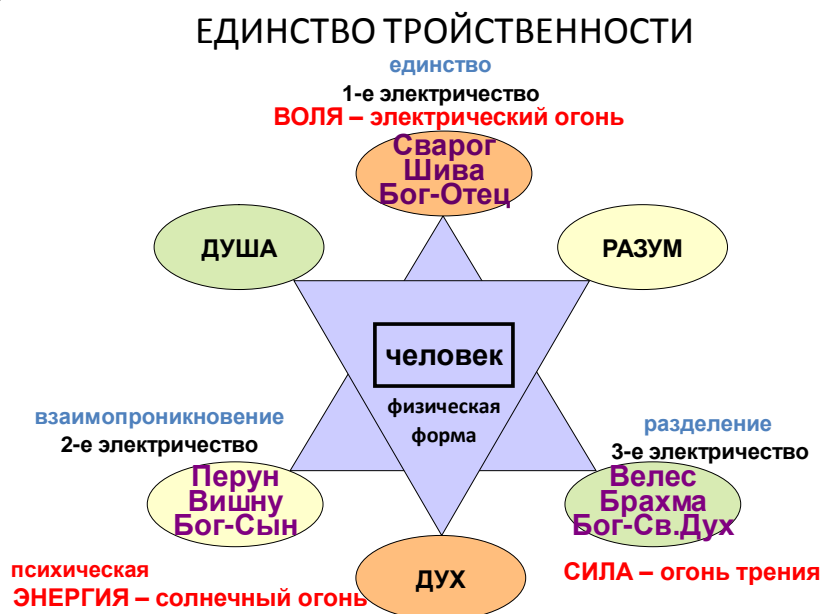 ЕДИНСТВО ТРОЙСТВЕННОСТИ
единство
1-е электричество
ВОЛЯ – электрический огонь
Сварог
Шива
Бог-Отец
ДУША
РАЗУМ
человек
физическая
форма
взаимопроникновение
2-е электричество
Перун
Вишну
Бог-Сын
разделение
3-е электричество
Велес
Брахма
Бог-Св.Дух
психическая
ЭНЕРГИЯ – солнечный огонь
ДУХ
СИЛА – огонь трения